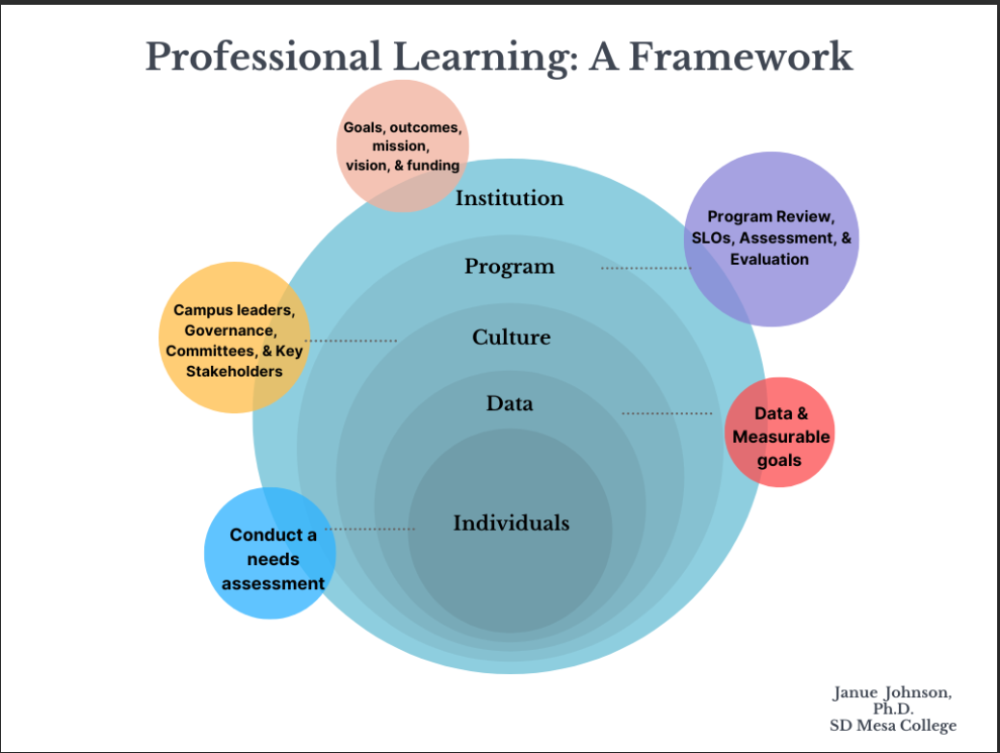 Professional Learning: A Framework
Goals, outcomes,
mission,
vision, & funding
Institution
Program Review,
SLOs, Assessment, &
Evaluation
Program
Campus leaders,
Governance,
Committees, & Key
Stakeholders
Culture
Data
Data &
Measurable
goals
Individuals
Conduct a
needs
assessment
Janue Johnson,
Ph.D.
SD Mesa College